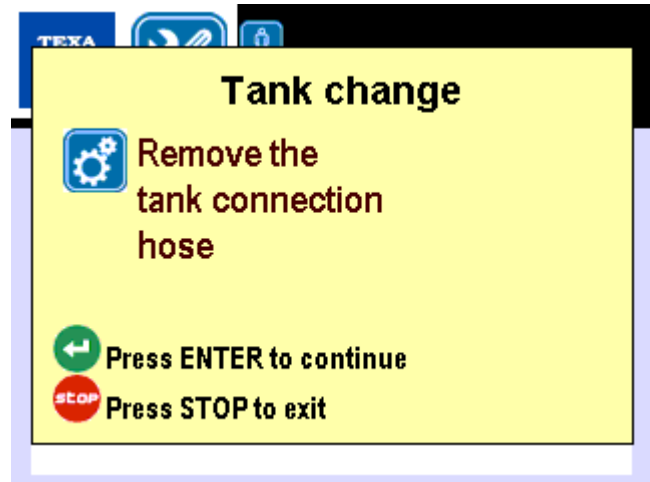 TEXA
Tank change
Remove the
tank connection
hose
Press ENTER to continue
stop
Press STOP to exit